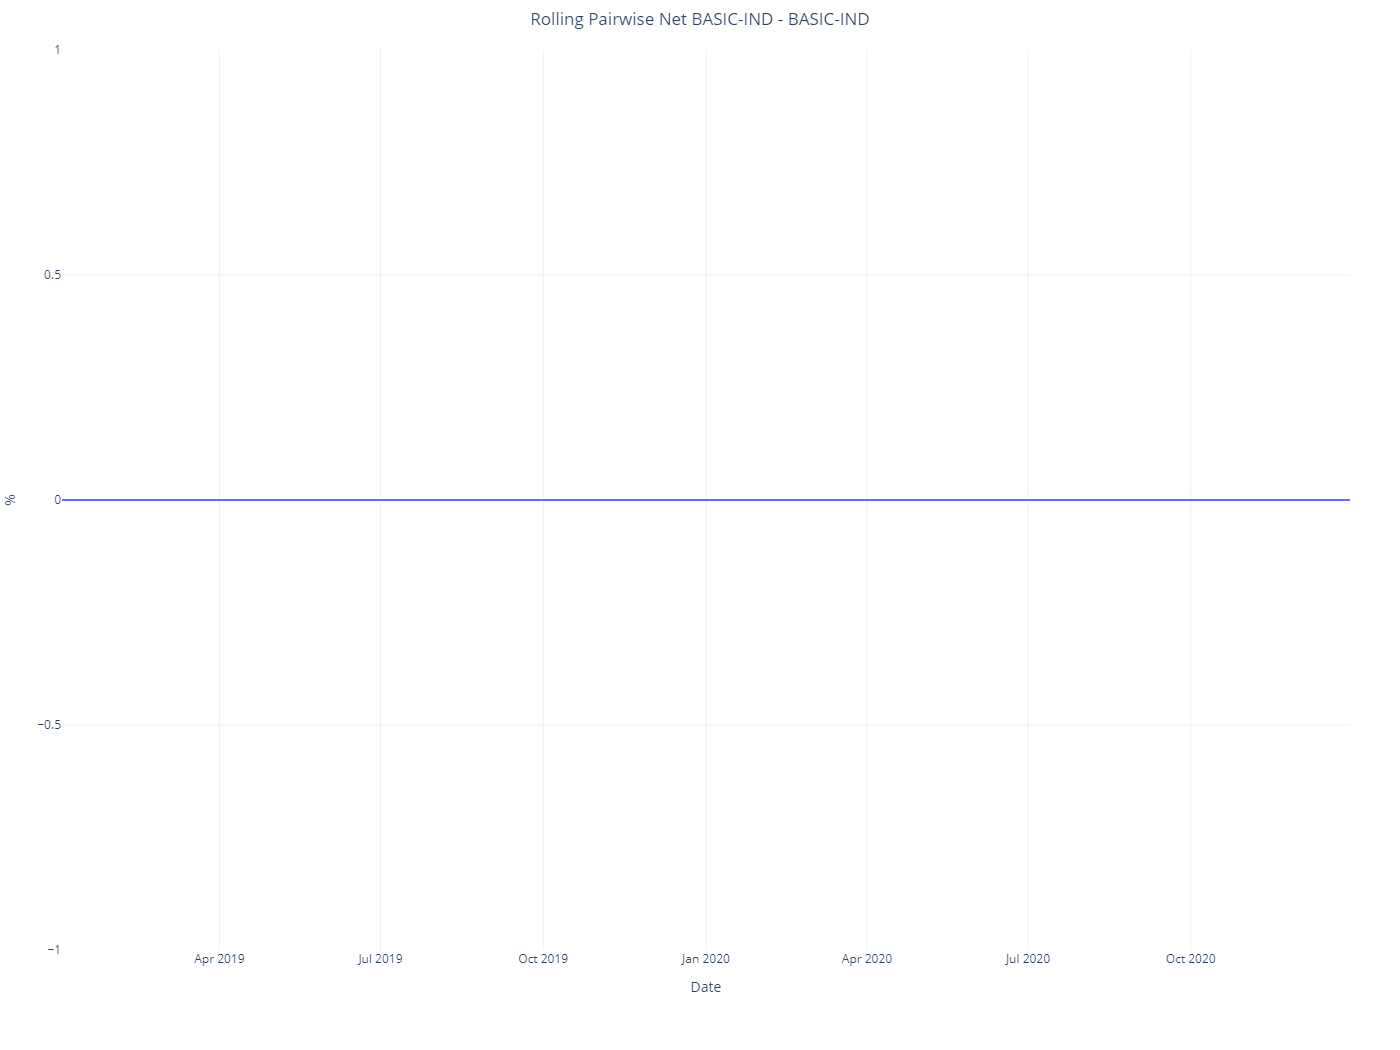 Rolling Pairwise Net BASIC-IND - BASIC-IND
1
0.5
0
−0.5
−1
%
Apr 2019
Jul 2019
Oct 2019
Jan 2020
Apr 2020
Jul 2020
Oct 2020
Date